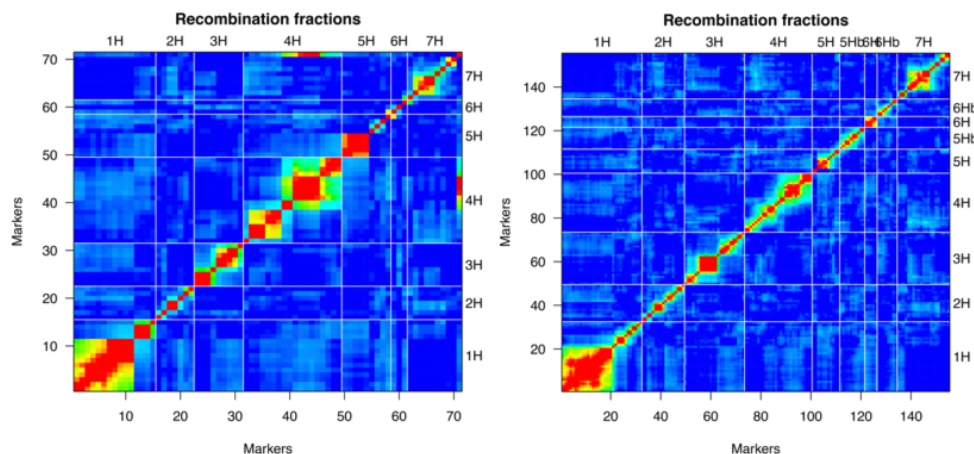 Recombination fractions
1H 2H 3H 4H 5H 6H 7H
70
60
50
40
30
20
10
Markers
7H
6H
5H
4H
3H
2H
1H
10 20 30 40 50 60 70
Markers
Recombination fractions
1H 2H 3H 4H 5H 5Hb 6H 6Hb 7H
140
120
100
80
60
40
20
Markers
7H
6Hb
6H
5Hb
5H
4H
3H
2H
1H
20 40 60 80 100 120 140
Markers